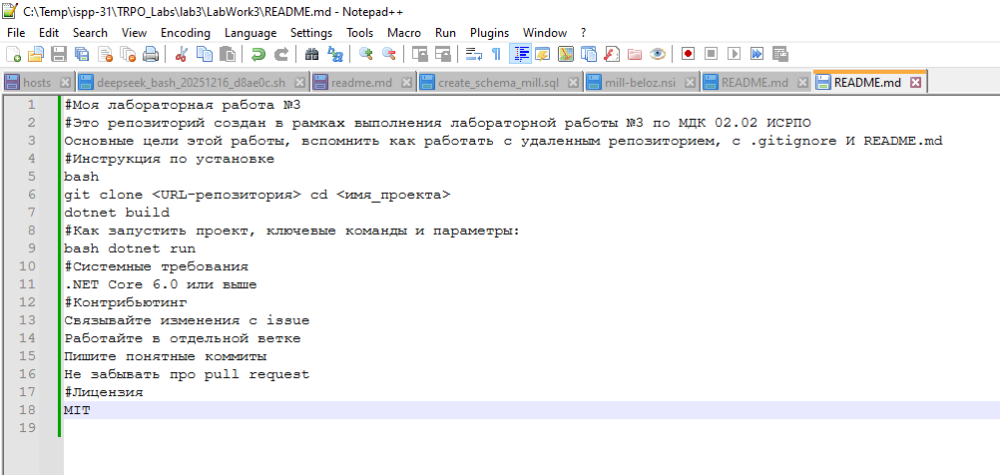 C:\Temp\ispp-31\TRPO_Labs\lab3\LabWork3\README.md - Notepad++
File Edit Search View Encoding Language Settings Tools Macro Run Plugins Window ?
hosts deepseek_bash_20251216_d8ae0c.sh readme.md create_schema_mill.sql mill-beloz.nsi README.md README.md
1 #Моя лабораторная работа №3
2 #Это репозиторий создан в рамках выполнения лабораторной работы №3 по МДК 02.02 ИСРПО
3 Основные цели этой работы, вспомнить как работать с удаленным репозиторием, с .gitignore И README.md
4 #Инструкция по установке
5 bash
6 git clone <URL-репозитория> cd <имя_проекта>
7 dotnet build
8 #Как запустить проект, ключевые команды и параметры:
9 bash dotnet run
10 #Системные требования
11 .NET Core 6.0 или выше
12 #Контрибьютинг
13 Связывайте изменения с issue
14 Работайте в отдельной ветке
15 Пишите понятные коммиты
16 Не забывать про pull request
17 #Лицензия
18 MIT
19